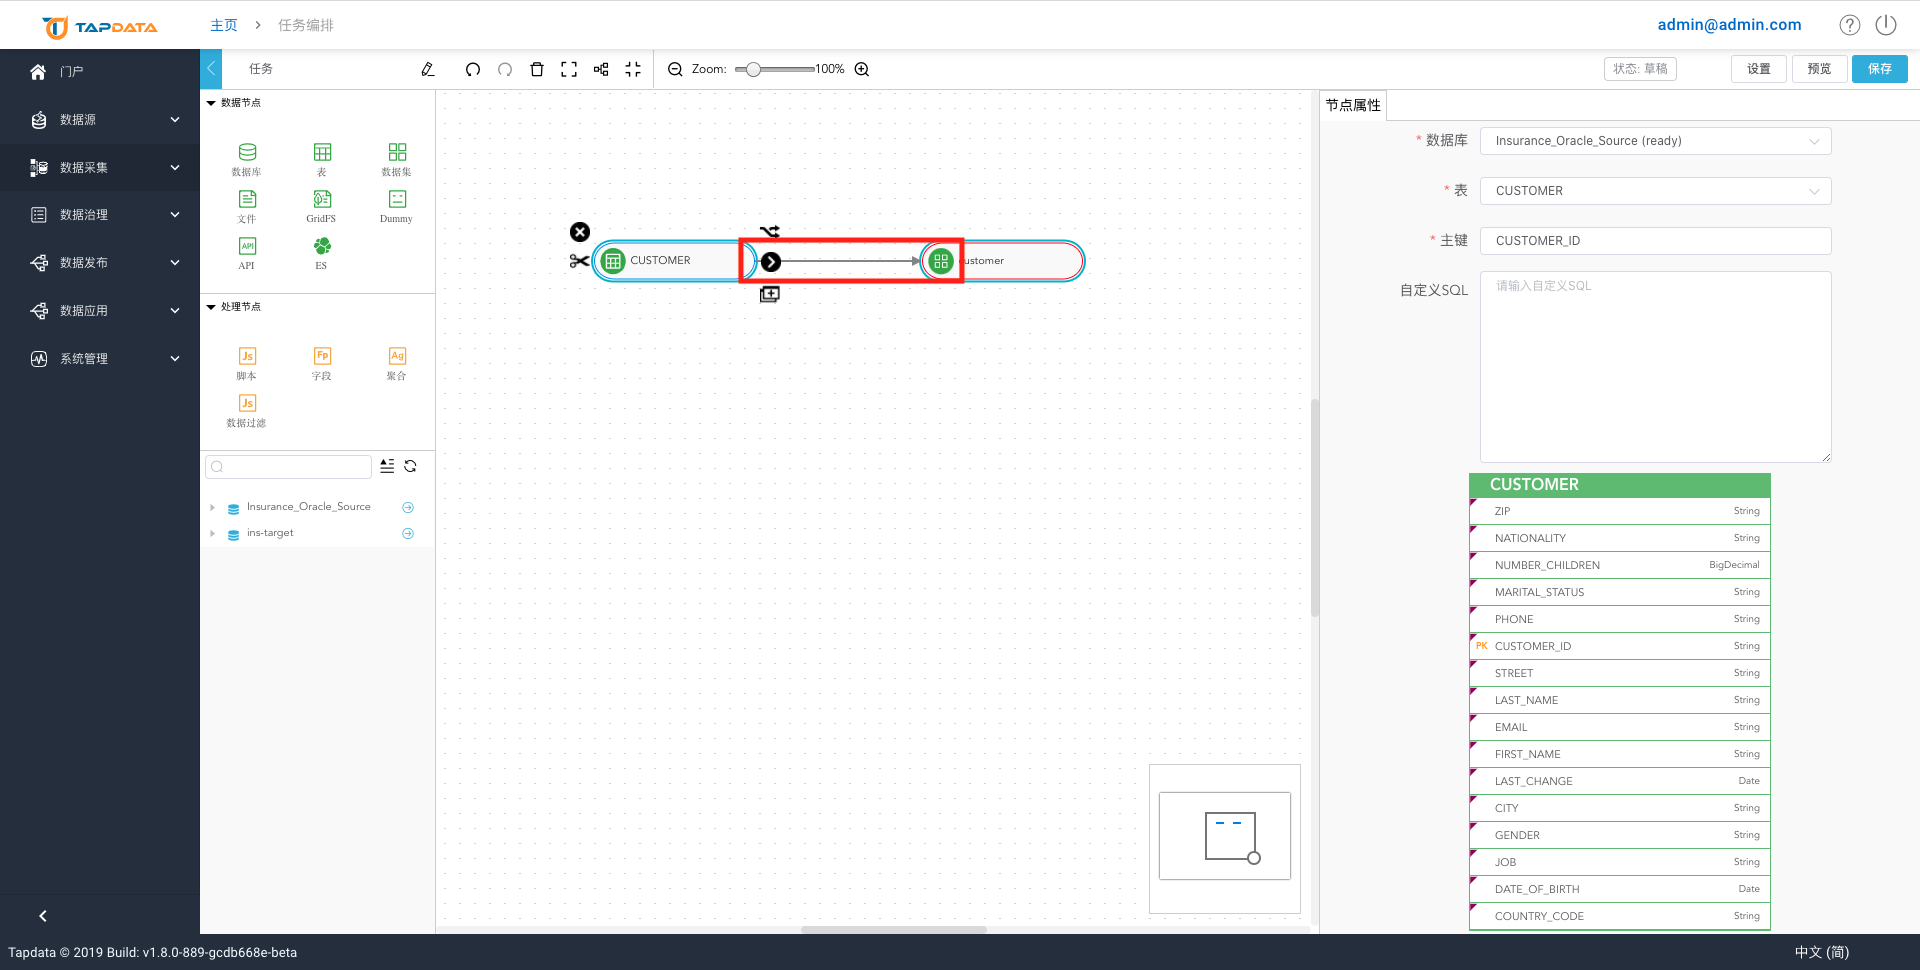 TAPDATA
主页
任务编排
admin@admin.com
门户
数据源
数据采集
数据治理
数据发布
数据应用
系统管理
任务
Zoom:
100%
状态: 草稿
设置
预览
保存
数据节点
数据库
表
数据集
文件
GridFS
Dummy
API
API
ES
处理节点
Js
Fp
Ag
脚本
字段
聚合
Js
数据过滤
Insurance_Oracle_Source
ins-target
CUSTOMER
customer
节点属性
* 数据库
Insurance_Oracle_Source (ready)
* 表
CUSTOMER
* 主键
CUSTOMER_ID
自定义SQL
请输入自定义SQL
CUSTOMER
ZIP String
NATIONALITY String
NUMBER_CHILDREN BigDecimal
MARITAL_STATUS String
PHONE String
PK CUSTOMER_ID String
STREET String
LAST_NAME String
EMAIL String
FIRST_NAME String
LAST_CHANGE Date
CITY String
GENDER String
JOB String
DATE_OF_BIRTH Date
COUNTRY_CODE String
Tapdata © 2019 Build: v1.8.0-889-gcdb668e-beta
中文 (简)